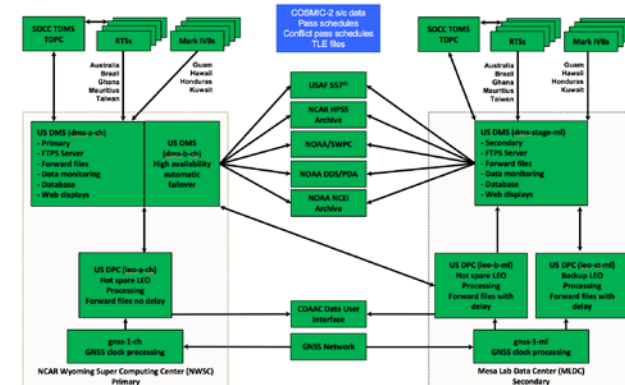 COSMIC-2 s/c data
Pass schedules
Conflict pass schedules
TLE files
SOCC TDMS
TDPC
RTSs
Mark IVBs
Australia
Brazil
Ghana
Mauritius
Taiwan
Guam
Hawaii
Honduras
Kuwait
SOCC TDMS
TDPC
RTSs
Mark IVBs
Australia
Brazil
Ghana
Mauritius
Taiwan
Guam
Hawaii
Honduras
Kuwait
US DMS (dms-a-ch)
- Primary
- FTPS Server
- Forward files
- Data monitoring
- Database
- Web displays
US DMS
(dms-b-ch)
High availability
automatic
failover
USAF 557th
NCAR HPSS
Archive
NOAA/SWPC
NOAA DDS/PDA
NOAA NCEI
Archive
US DMS (dms-stage-ml)
- Secondary
- FTPS Server
- Forward files
- Data monitoring
- Database
- Web displays
US DPC (leo-a-ch)
Hot spare LEO
Processing
Forward files no delay
US DPC (leo-b-ml)
Hot spare LEO
Processing
Forward files with
delay
US DPC (leo-st-ml)
Backup LEO
Processing
Forward files with
delay
CDAAC Data User
Interface
gnss-1-ch
GNSS clock processing
GNSS Network
gnss-1-ml
GNSS clock processing
NCAR Wyoming Super Computing Center (NWSC)
Primary
Mesa Lab Data Center (MLDC)
Secondary